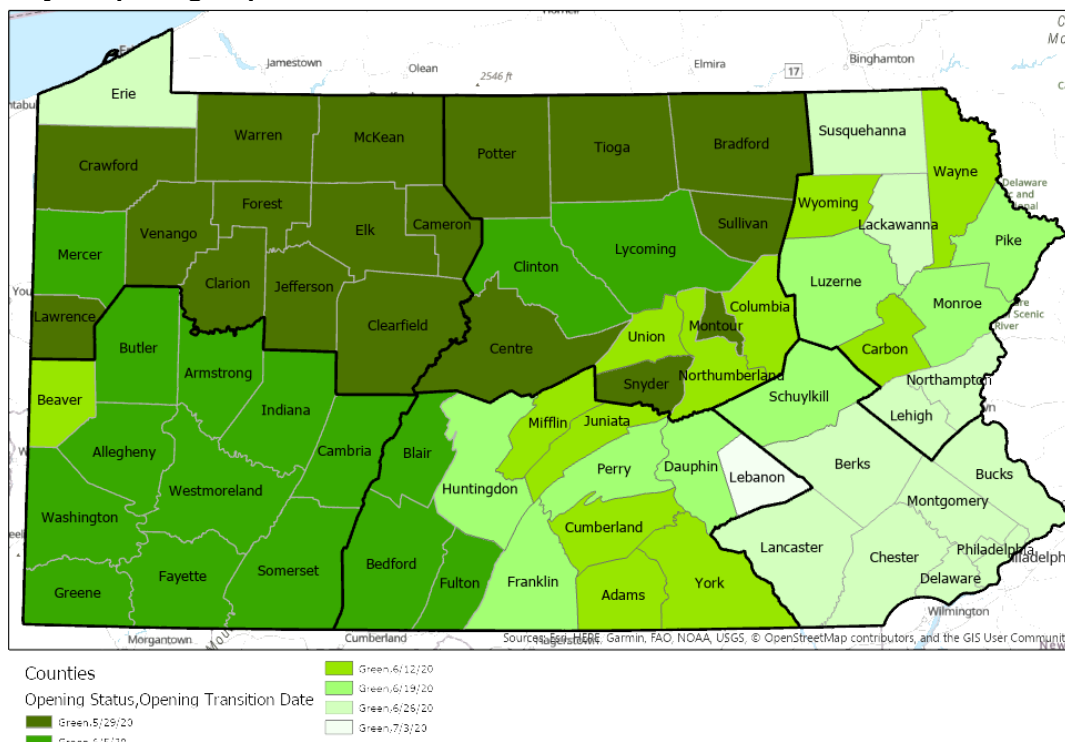 Jamestown
Olean
2546 ft
Elmira
17
Binghamton
Erie
Warren
McKean
Potter
Tioga
Bradford
Susquehanna
Wayne
Crawford
Forest
Elk
Cameron
Sullivan
Wyoming
Lackawanna
Delaware
Pike
Venango
Mercer
Clarion
Jefferson
Clinton
Lycoming
Luzerne
Monroe
Scenic
River
Lawrence
Clearfield
Centre
Union
Montour
Columbia
Carbon
Butler
Armstrong
Snyder
Northumberland
Northampton
Beaver
Indiana
Mifflin
Juniata
Schuylkill
Lehigh
Allegheny
Cambria
Blair
Huntingdon
Perry
Dauphin
Lebanon
Berks
Bucks
Westmoreland
Montgomery
Washington
Cumberland
Lancaster
Chester
Philadelphia
Delaware
Greene
Fayette
Somerset
Bedford
Fulton
Franklin
Adams
York
Wilmington
Morgantown
Cumberland
Sources: Esri, HERE, Garmin, FAO, NOAA, USGS, © OpenStreetMap contributors, and the GIS User Communit
Counties
Opening Status,Opening Transition Date
Green,5/29/20
Green,6/12/20
Green,6/19/20
Green,6/26/20
Green,7/3/20